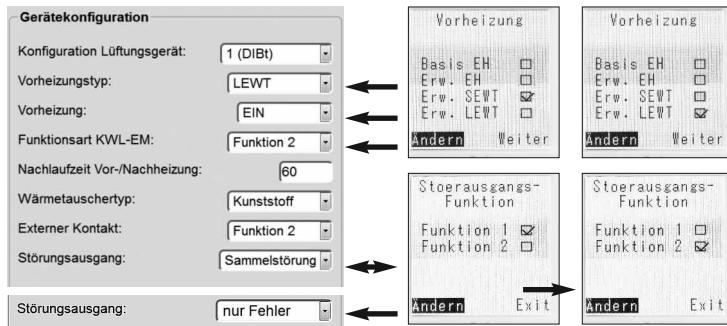 Gerätekonfiguration
Konfiguration Lüftungsgerät: 1 (DIBt)
Vorheizungstyp: LEWT
Vorheizung: EIN
Funktionsart KWL-EM: Funktion 2
Nachlaufzeit Vor-/Nachheizung: 60
Wärmetauschertyp: Kunststoff
Externer Kontakt: Funktion 2
Störungsausgang: Sammelstörung
Störungsausgang: nur Fehler
Vorheizung
Basis EH
Erw. EH
Erw. SEWT
Erw. LEWT
Ändern Weiter
Vorheizung
Basis EH
Erw. EH
Erw. SEWT
Erw. LEWT
Ändern Weiter
Stoerausgangs-
Funktion
Funktion 1
Funktion 2
Ändern Exit
Stoerausgangs-
Funktion
Funktion 1
Funktion 2
Ändern Exit